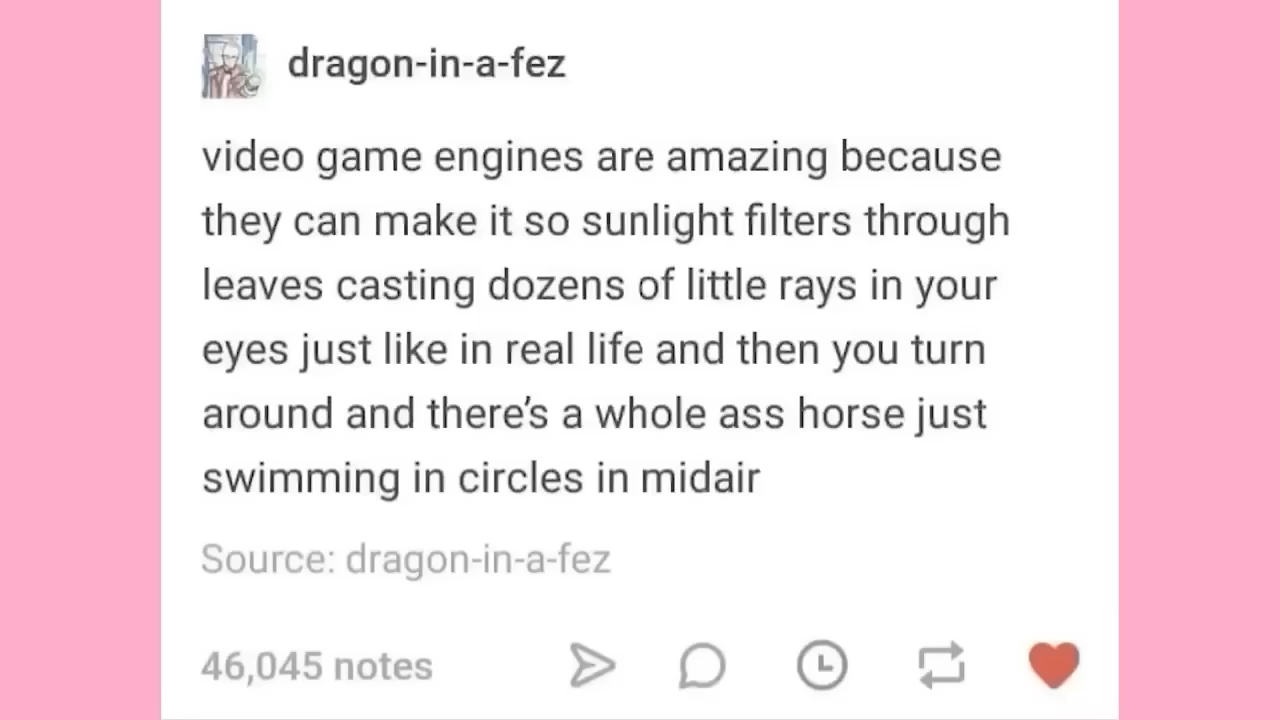 dragon-in-a-fez
video game engines are amazing because
they can make it so sunlight filters through
leaves casting dozens of little rays in your
eyes just like in real life and then you turn
around and there’s a whole ass horse just
swimming in circles in midair
Source: dragon-in-a-fez
46,045 notes